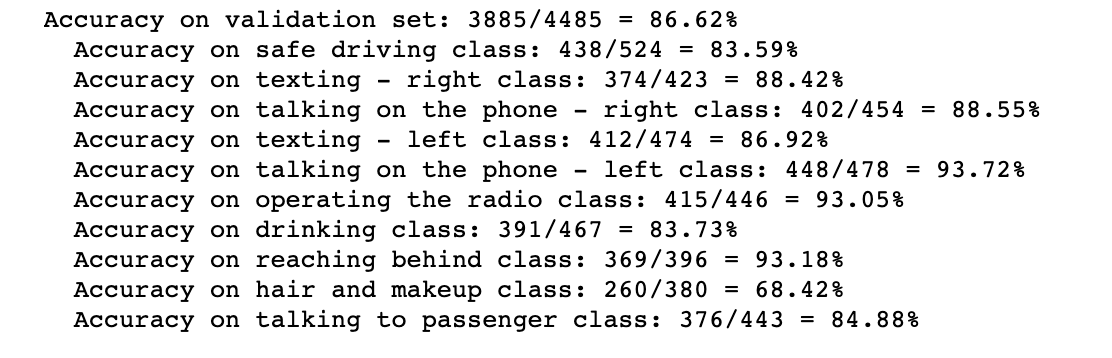 Accuracy on validation set: 3885/4485 = 86.62%
Accuracy on safe driving class: 438/524 = 83.59%
Accuracy on texting - right class: 374/423 = 88.42%
Accuracy on talking on the phone - right class: 402/454 = 88.55%
Accuracy on texting - left class: 412/474 = 86.92%
Accuracy on talking on the phone - left class: 448/478 = 93.72%
Accuracy on operating the radio class: 415/446 = 93.05%
Accuracy on drinking class: 391/467 = 83.73%
Accuracy on reaching behind class: 369/396 = 93.18%
Accuracy on hair and makeup class: 260/380 = 68.42%
Accuracy on talking to passenger class: 376/443 = 84.88%